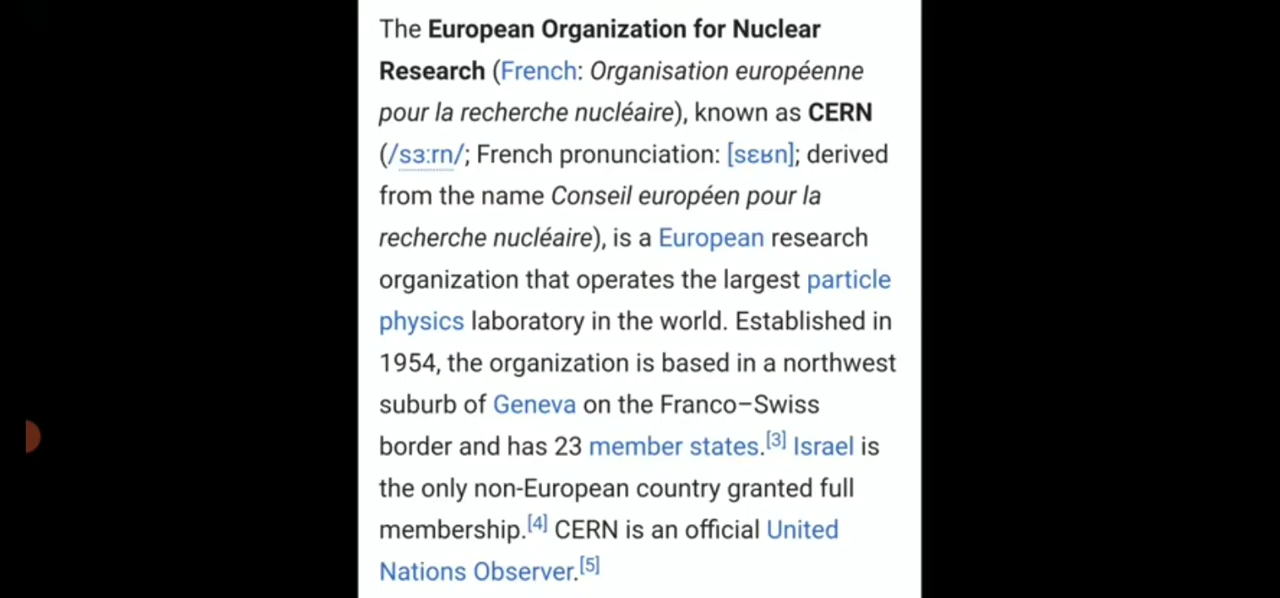 The European Organization for Nuclear
Research (French: Organisation européenne
pour la recherche nucléaire), known as CERN
(/sɜːrn/; French pronunciation: [sɛʁn]; derived
from the name Conseil européen pour la
recherche nucléaire), is a European research
organization that operates the largest particle
physics laboratory in the world. Established in
1954, the organization is based in a northwest
suburb of Geneva on the Franco–Swiss
border and has 23 member states.[3] Israel is
the only non-European country granted full
membership.[4] CERN is an official United
Nations Observer.[5]